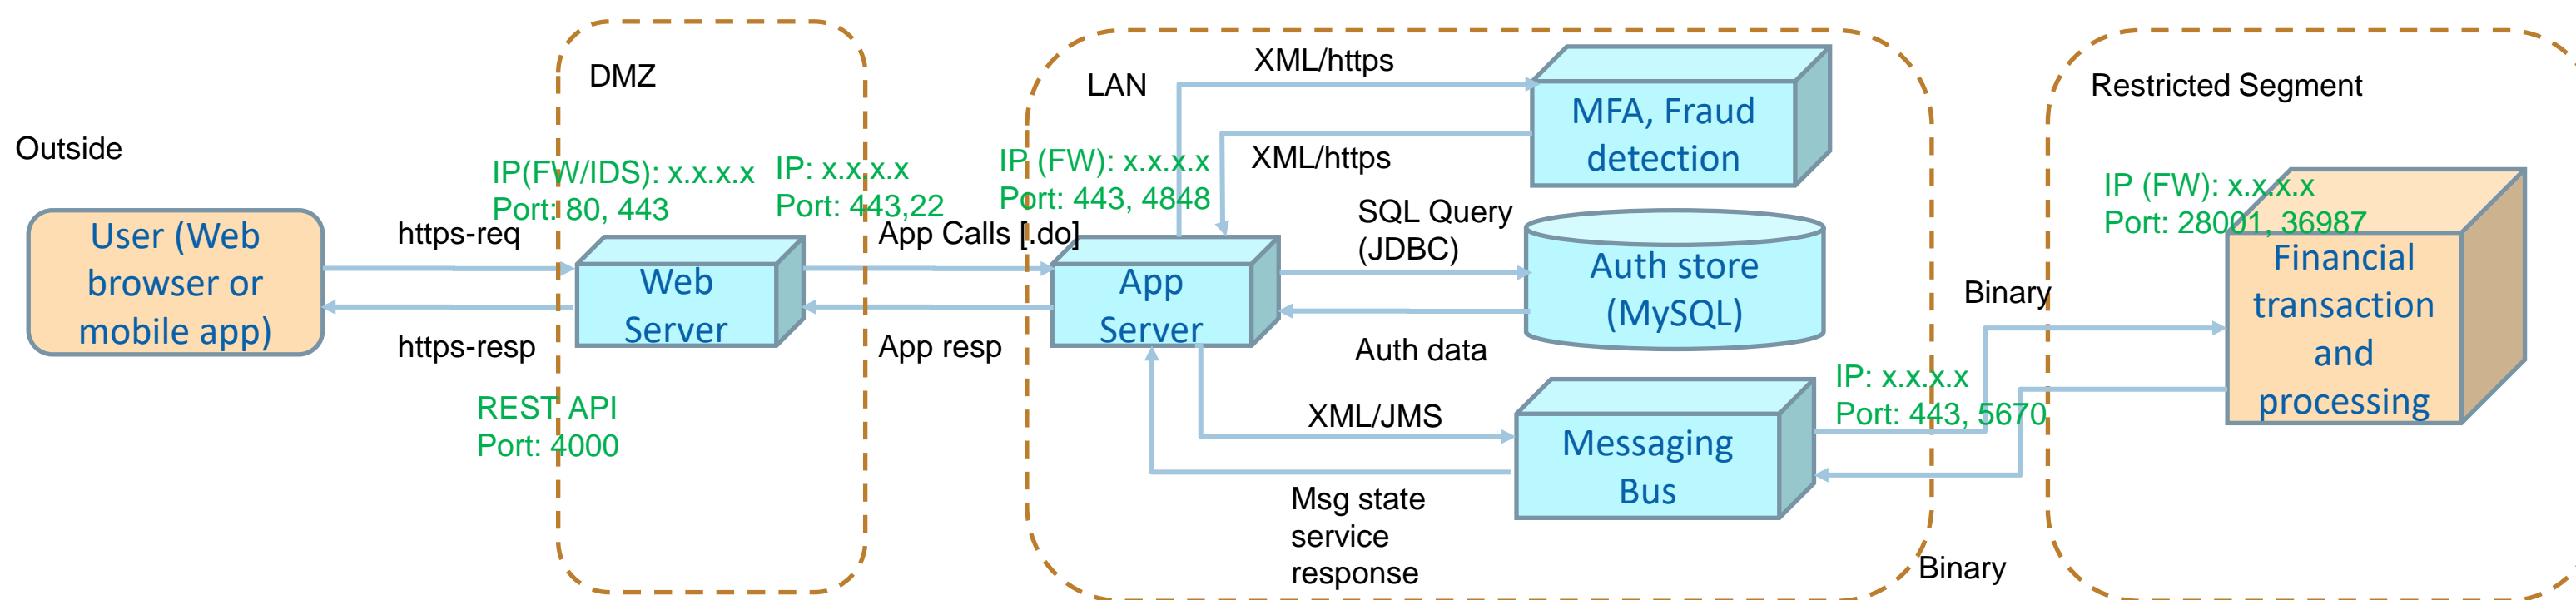 Outside
User (Web
browser or
mobile app)
https-req
https-resp
DMZ
IP(FW/IDS): x.x.x.x
Port: 80, 443
Web
Server
REST API
Port: 4000
IP: x.x.x.x
Port: 443,22
App Calls [.do]
App resp
LAN
IP (FW): x.x.x.x
Port: 443, 4848
App
Server
XML/https
XML/https
MFA, Fraud
detection
SQL Query
(JDBC)
Auth data
Auth store
(MySQL)
XML/JMS
Msg state
service
response
Messaging
Bus
IP: x.x.x.x
Port: 443, 5670
Binary
Binary
Restricted Segment
IP (FW): x.x.x.x
Port: 28001, 36987
Financial
transaction
and
processing